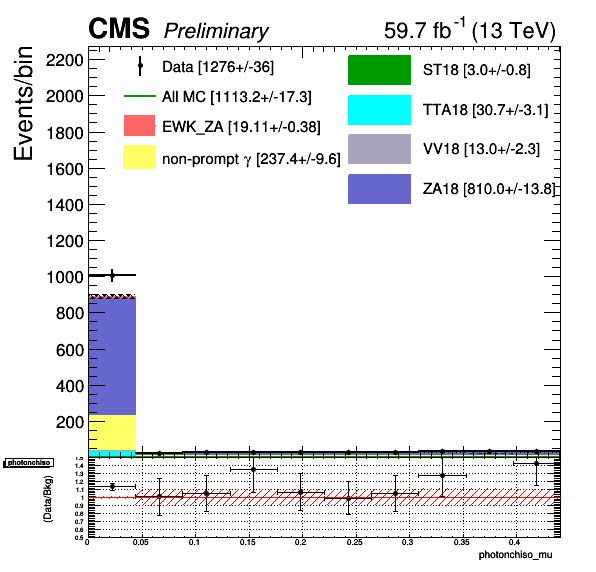 CMS Preliminary 59.7 fb⁻¹ (13 TeV)
Events/bin
2200
2000
1800
1600
1400
1200
1000
800
600
400
200
Data [1276+/-36]
All MC [1113.2+/-17.3]
EWK_ZA [19.11+/-0.38]
non-prompt γ [237.4+/-9.6]
ST18 [3.0+/-0.8]
TTA18 [30.7+/-3.1]
VV18 [13.0+/-2.3]
ZA18 [810.0+/-13.8]
photonchiso
(Data/Bkg)
1.5
1.4
1.3
1.2
1.1
1
0.9
0.8
0.7
0.6
0.5
0 0.05 0.1 0.15 0.2 0.25 0.3 0.35 0.4
photonchiso_mu